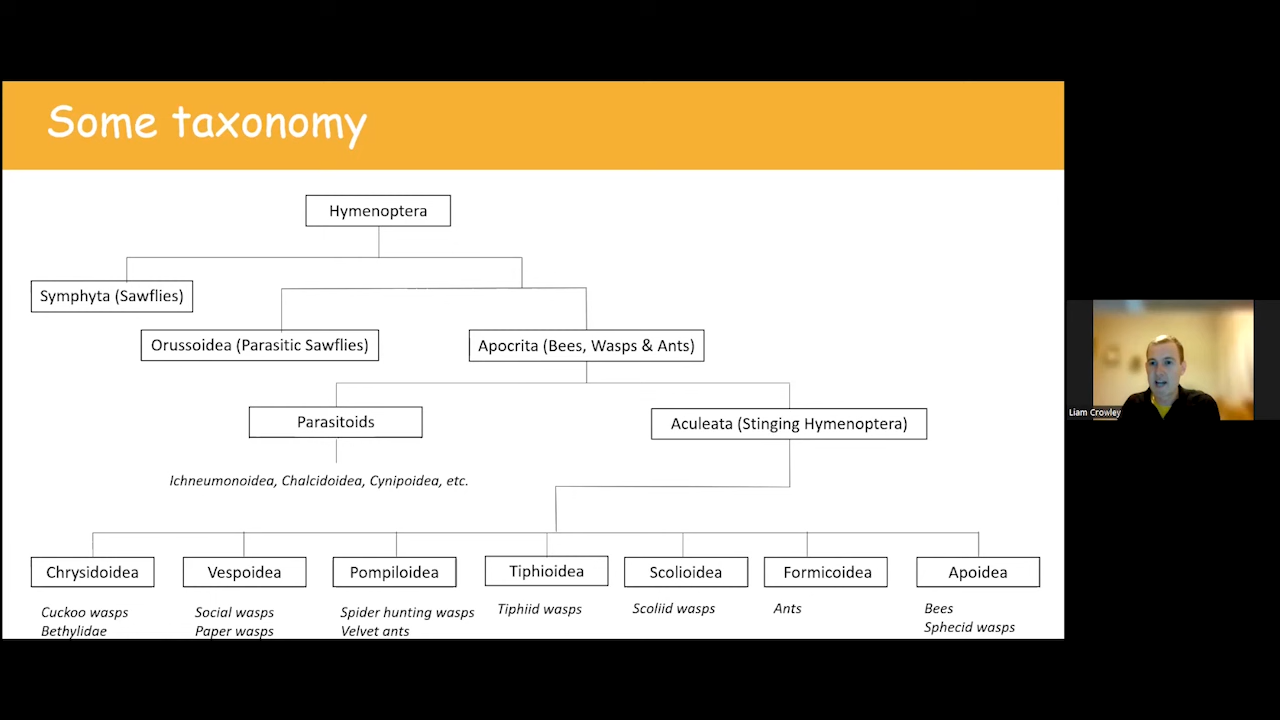 Some taxonomy
Hymenoptera
Symphyta (Sawflies)
Orussoidea (Parasitic Sawflies)
Apocrita (Bees, Wasps & Ants)
Parasitoids
Aculeata (Stinging Hymenoptera)
Ichneumonoidea, Chalcidoidea, Cynipoidea, etc.
Chrysidoidea
Vespoidea
Pompiloidea
Tiphioidea
Scolioidea
Formicoidea
Apoidea
Cuckoo wasps
Bethylidae
Social wasps
Paper wasps
Spider hunting wasps
Velvet ants
Tiphiid wasps
Scoliid wasps
Ants
Bees
Sphecid wasps
Liam Crowley